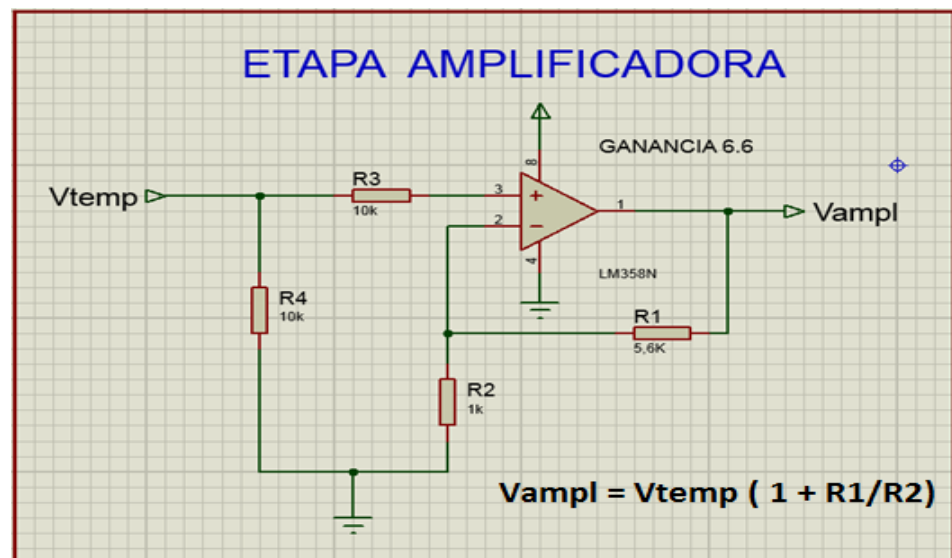 ETAPA AMPLIFICADORA
GANANCIA 6.6
Vtemp
R3
10k
3
2
8
4
1
Vampl
LM358N
R4
10k
R1
5,6K
R2
1k
Vampl = Vtemp ( 1 + R1/R2)